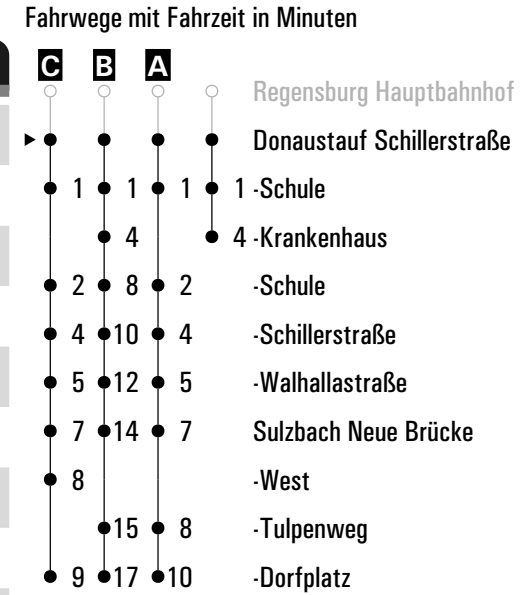 Fahrwege mit Fahrzeit in Minuten
C B A
Regensburg Hauptbahnhof
Donaustauf Schillerstraße
1 1 1 1 -Schule
4 4 -Krankenhaus
2 8 2 -Schule
4 10 4 -Schillerstraße
5 12 5 -Walhallastraße
7 14 7 Sulzbach Neue Brücke
8 -West
15 8 -Tulpenweg
9 17 10 -Dorfplatz